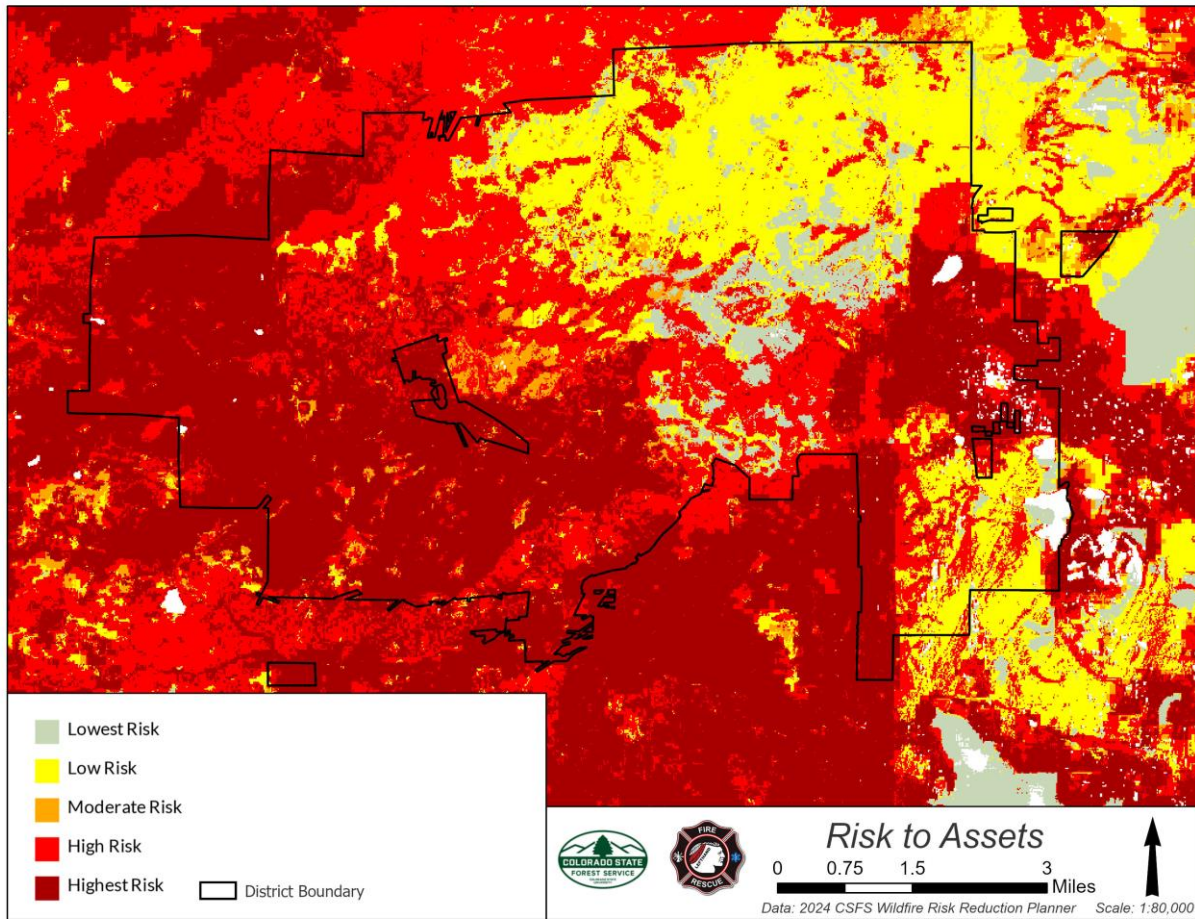 Lowest Risk
Low Risk
Moderate Risk
High Risk
Highest Risk
District Boundary
COLORADO STATE
FOREST SERVICE
FIRE
RESCUE
Risk to Assets
0 0.75 1.5 3
Miles
Data: 2024 CSFS Wildfire Risk Reduction Planner Scale: 1:80,000